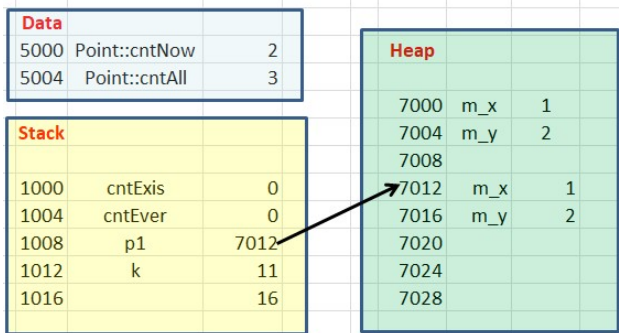 Data
5000 Point::cntNow 2
5004 Point::cntAll 3
Stack
1000 cntExis 0
1004 cntEver 0
1008 p1 7012
1012 k 11
1016 16
Heap
7000 m_x 1
7004 m_y 2
7008
7012 m_x 1
7016 m_y 2
7020
7024
7028